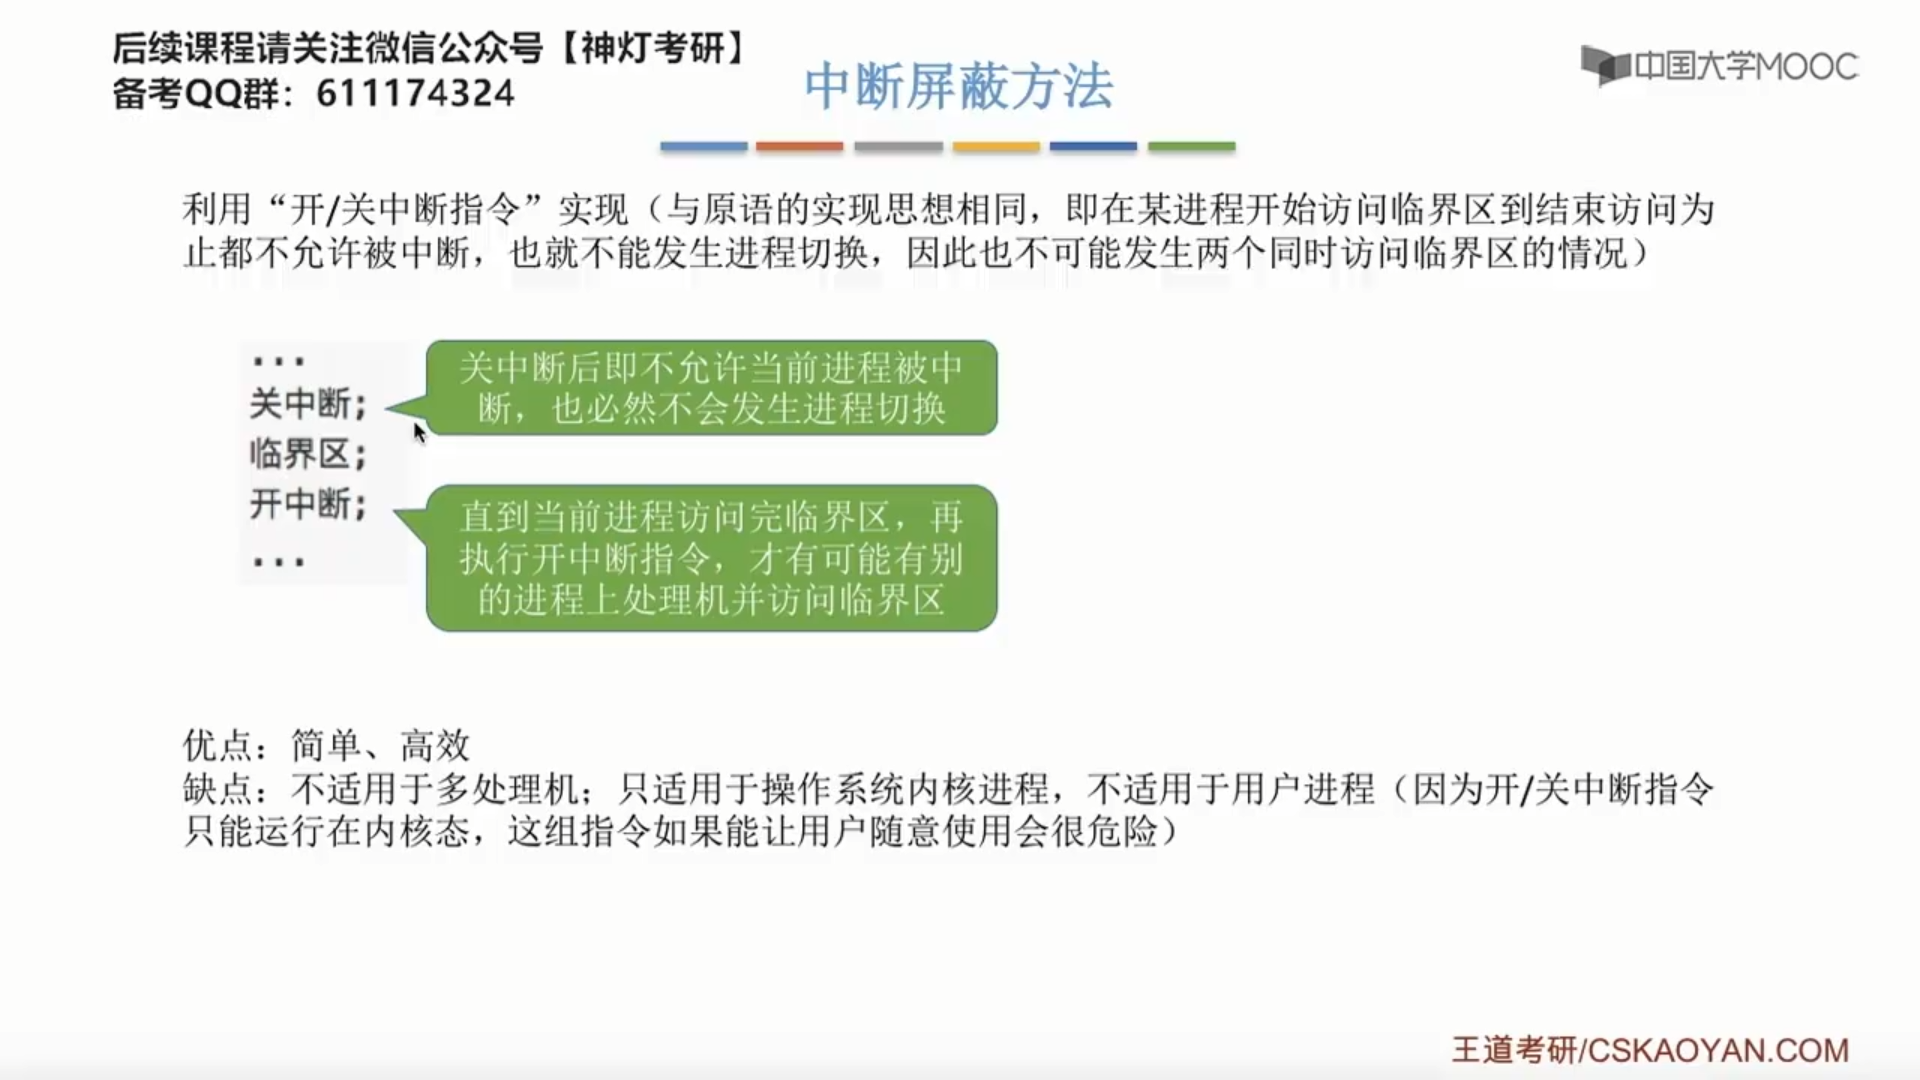 后续课程请关注微信公众号【神灯考研】
备考QQ群：611174324
中断屏蔽方法
中国大学MOOC
利用“开/关中断指令”实现（与原语的实现思想相同，即在某进程开始访问临界区到结束访问为
止都不允许被中断，也就不能发生进程切换，因此也不可能发生两个同时访问临界区的情况）
...
关中断;
临界区;
开中断;
...
关中断后即不允许当前进程被中
断，也必然不会发生进程切换
直到当前进程访问完临界区，再
执行开中断指令，才有可能有别
的进程上处理机并访问临界区
优点：简单、高效
缺点：不适用于多处理机；只适用于操作系统内核进程，不适用于用户进程（因为开/关中断指令
只能运行在内核态，这组指令如果能让用户随意使用会很危险）
王道考研/CSKAOYAN.COM